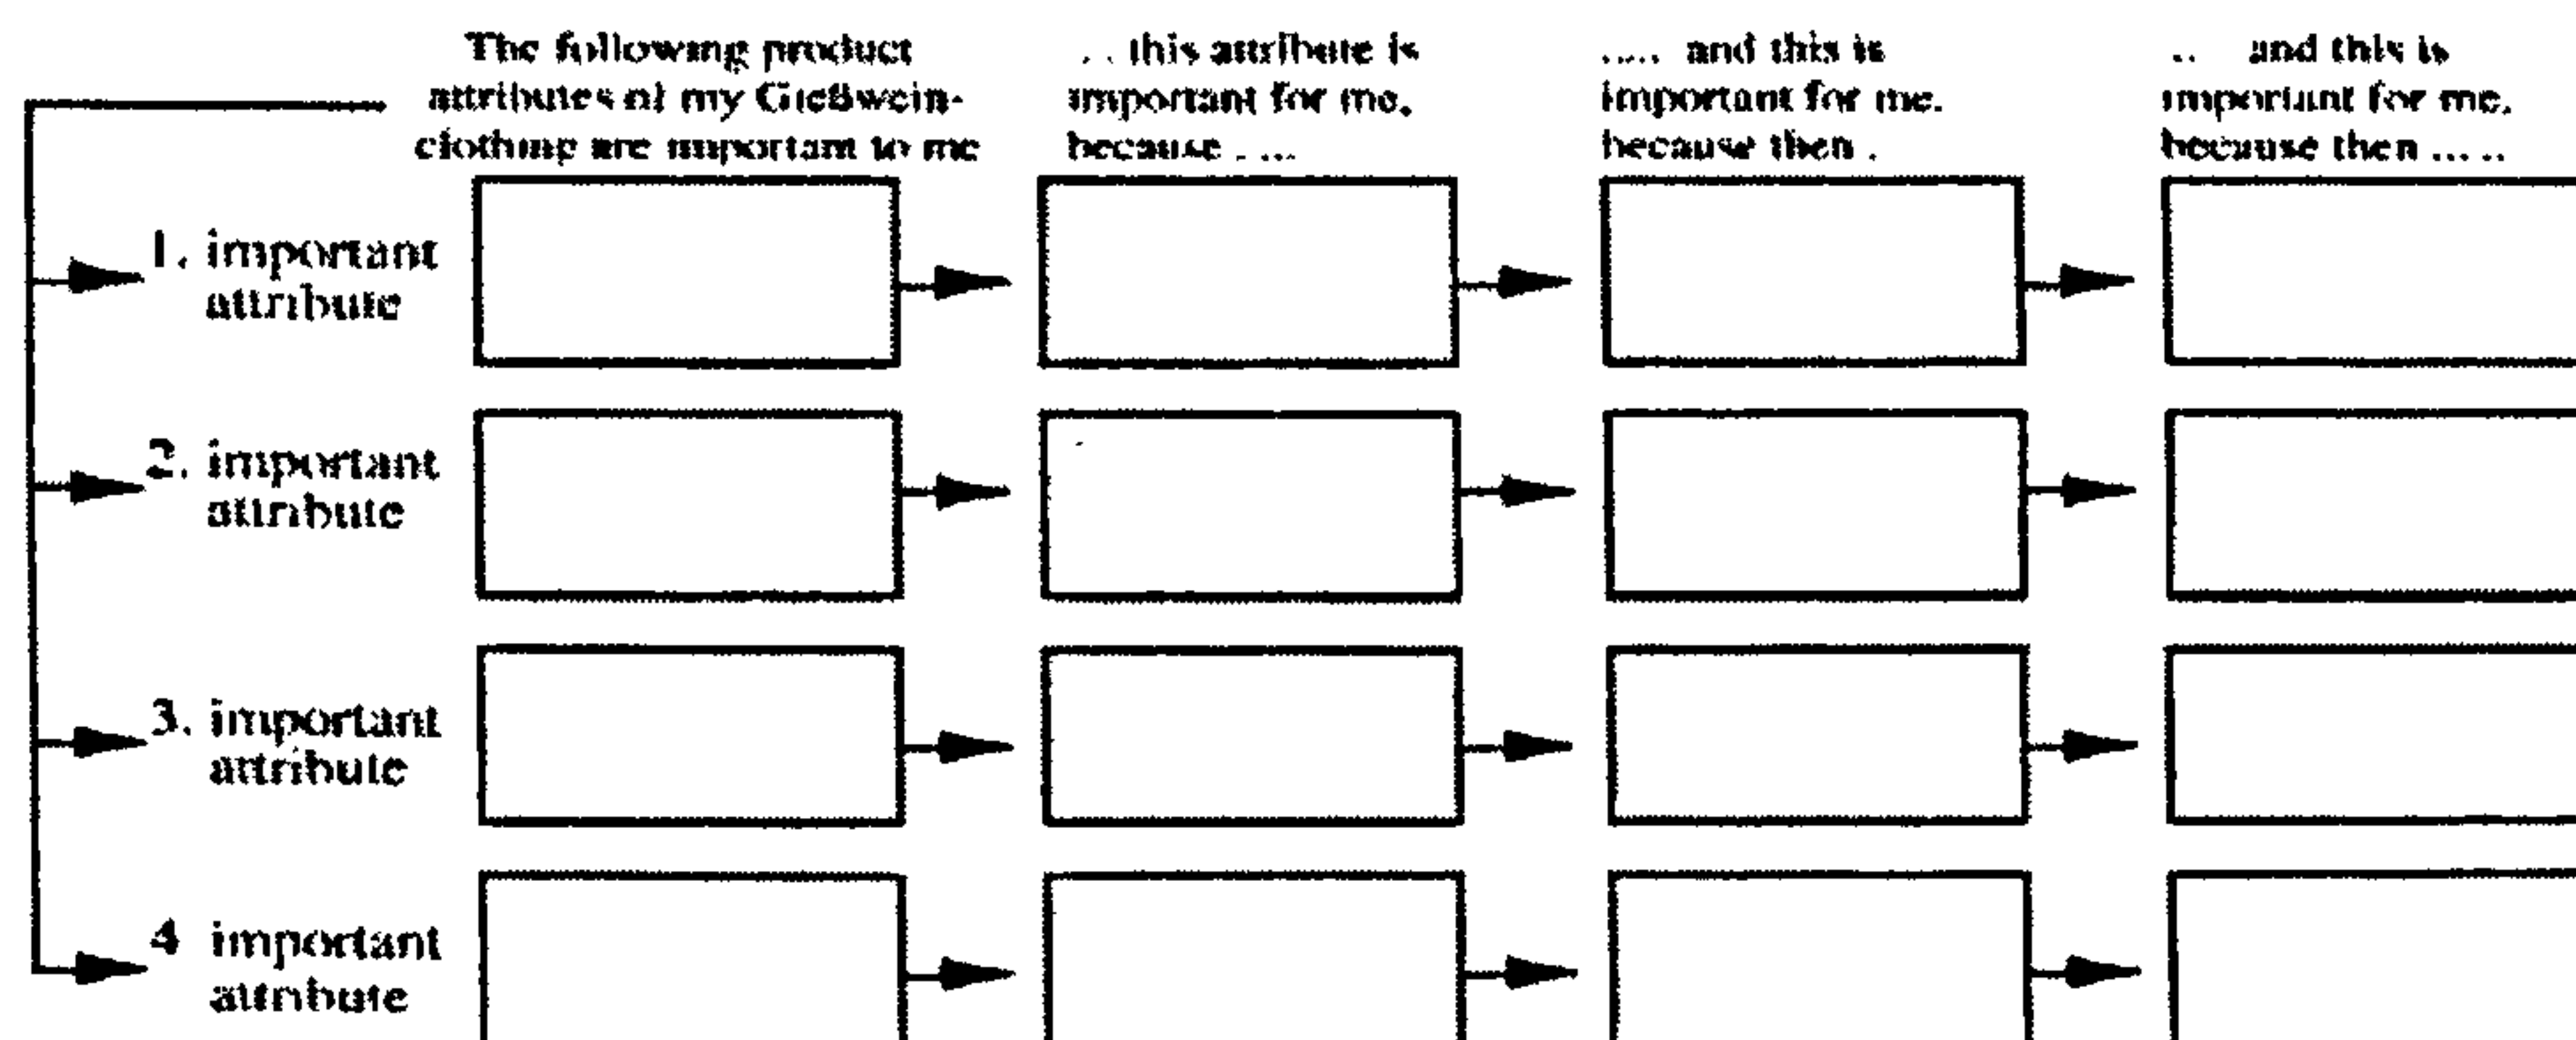 The following product
attributes of my Gießwein-
clothing are important to me
. . this attribute is
important for me,
because . ...
..... and this is
important for me.
because then .
.. and this is
important for me,
because then ... ..
1. important
attribute
2. important
attribute
3. important
attribute
4 important
attribute